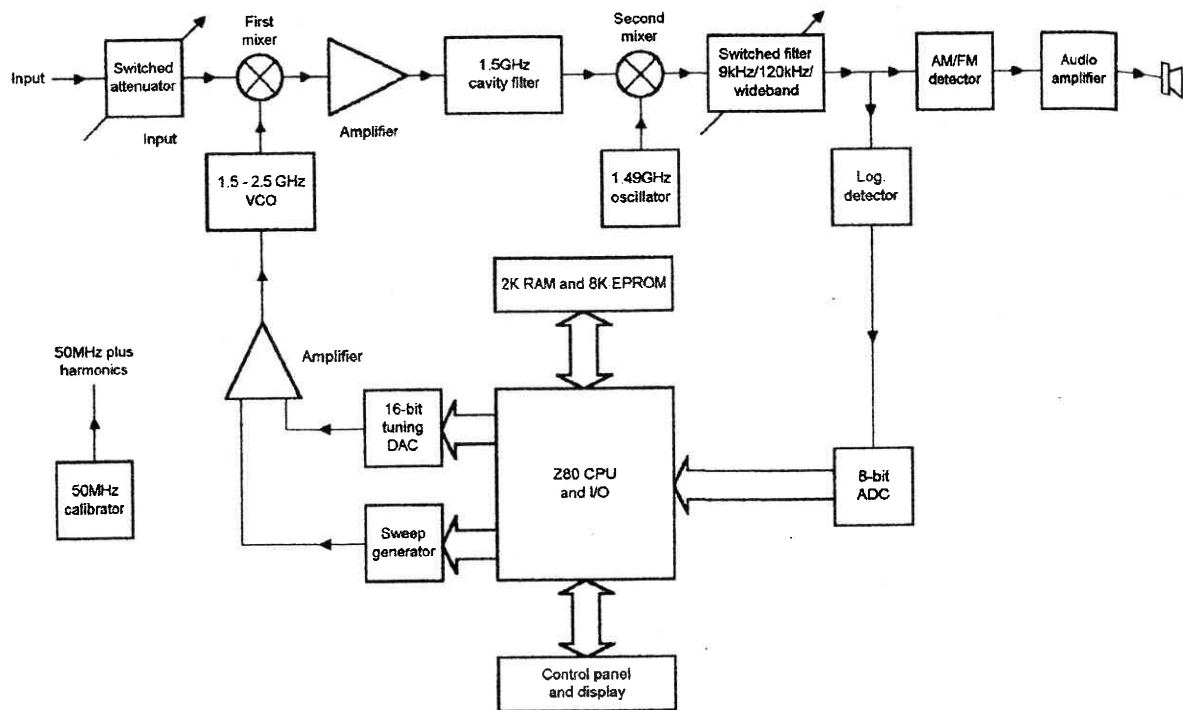 Input
Switched
attenuator
Input
First
mixer
Amplifier
1.5GHz
cavity filter
Second
mixer
Switched filter
9kHz/120kHz/
wideband
AM/FM
detector
Audio
amplifier
1.5 - 2.5 GHz
VCO
1.49GHz
oscillator
Log.
detector
2K RAM and 8K EPROM
50MHz plus
harmonics
Amplifier
16-bit
tuning
DAC
Z80 CPU
and I/O
8-bit
ADC
50MHz
calibrator
Sweep
generator
Control panel
and display